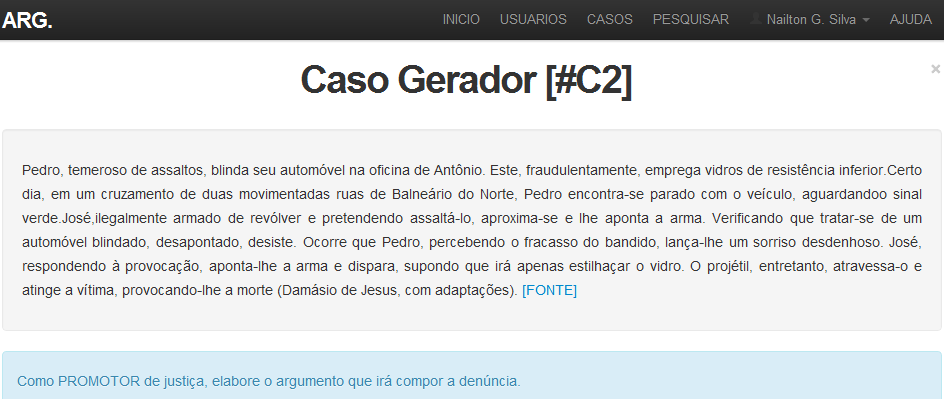 ARG.
INICIO USUARIOS CASOS PESQUISAR Nailton G. Silva AJUDA
×
Caso Gerador [#C2]
Pedro, temeroso de assaltos, blinda seu automóvel na oficina de Antônio. Este, fraudulentamente, emprega vidros de resistência inferior.Certo
dia, em um cruzamento de duas movimentadas ruas de Balneário do Norte, Pedro encontra-se parado com o veículo, aguardandoo sinal
verde.José,ilegalmente armado de revólver e pretendendo assaltá-lo, aproxima-se e lhe aponta a arma. Verificando que tratar-se de um
automóvel blindado, desapontado, desiste. Ocorre que Pedro, percebendo o fracasso do bandido, lança-lhe um sorriso desdenhoso. José,
respondendo à provocação, aponta-lhe a arma e dispara, supondo que irá apenas estilhaçar o vidro. O projétil, entretanto, atravessa-o e
atinge a vítima, provocando-lhe a morte (Damásio de Jesus, com adaptações). [FONTE]
Como PROMOTOR de justiça, elabore o argumento que irá compor a denúncia.